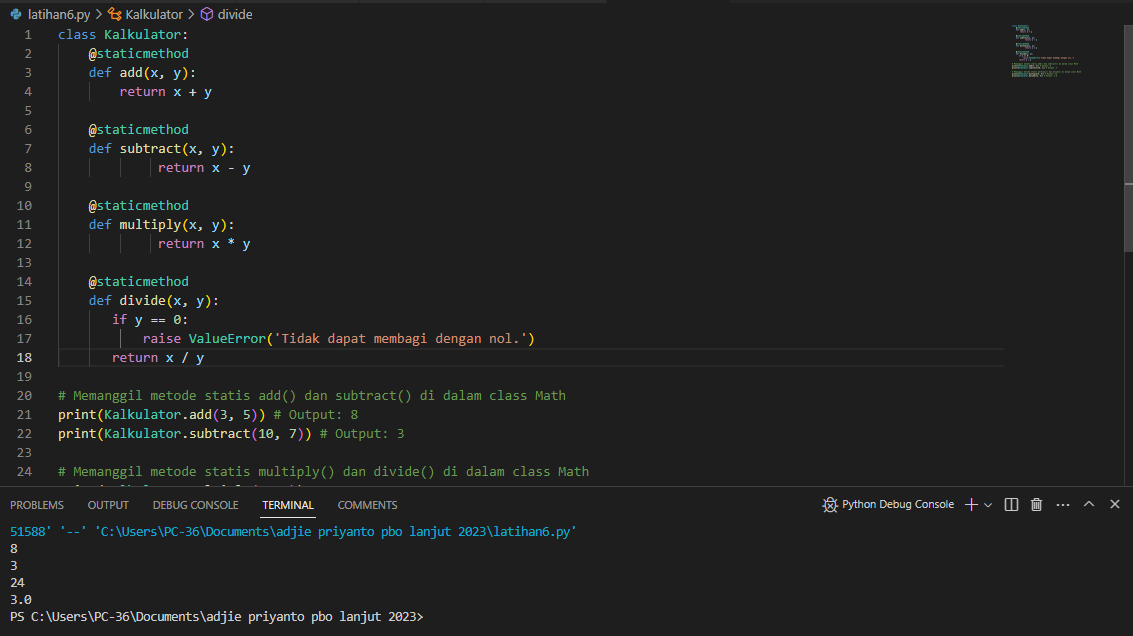 latihan6.py > Kalkulator > divide
1 class Kalkulator:
2     @staticmethod
3     def add(x, y):
4         return x + y
5
6     @staticmethod
7     def subtract(x, y):
8              return x - y
9
10     @staticmethod
11     def multiply(x, y):
12              return x * y
13
14     @staticmethod
15     def divide(x, y):
16        if y == 0:
17            raise ValueError('Tidak dapat membagi dengan nol.')
18        return x / y
19
20 # Memanggil metode statis add() dan subtract() di dalam class Math
21 print(Kalkulator.add(3, 5)) # Output: 8
22 print(Kalkulator.subtract(10, 7)) # Output: 3
23
24 # Memanggil metode statis multiply() dan divide() di dalam class Math
PROBLEMS OUTPUT DEBUG CONSOLE TERMINAL COMMENTS Python Debug Console
51588' '--' 'C:\Users\PC-36\Documents\adjie priyanto pbo lanjut 2023\latihan6.py'
8
3
24
3.0
PS C:\Users\PC-36\Documents\adjie priyanto pbo lanjut 2023>